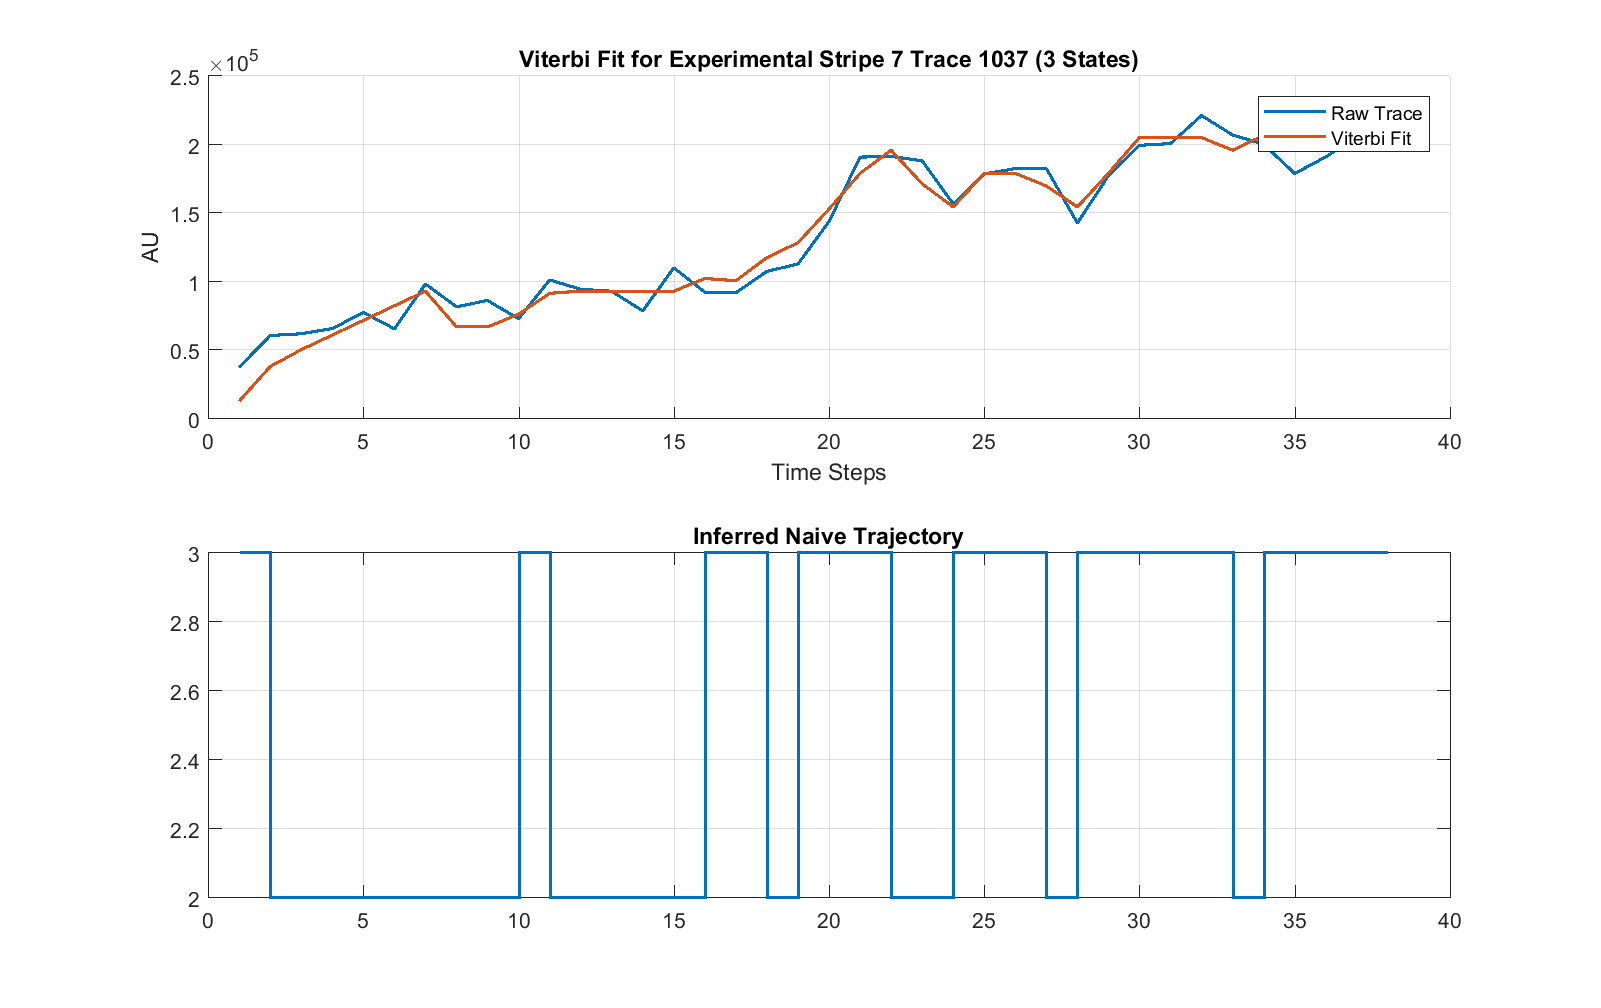 Viterbi Fit for Experimental Stripe 7 Trace 1037 (3 States)
×10^5
2.5
2
1.5
1
0.5
0
AU
Raw Trace
Viterbi Fit
0 5 10 15 20 25 30 35 40
Time Steps
Inferred Naive Trajectory
3
2.8
2.6
2.4
2.2
2
0 5 10 15 20 25 30 35 40